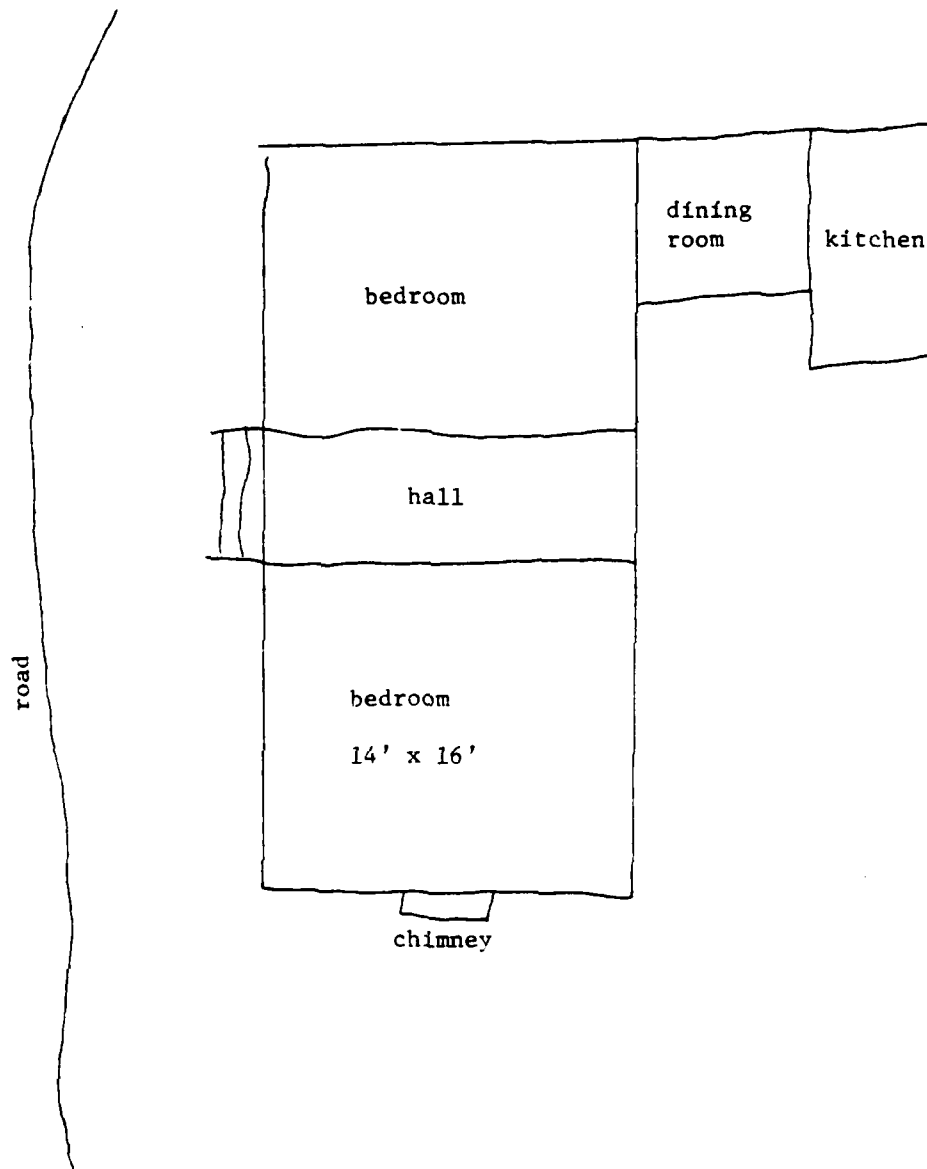 dining
room
kitchen
bedroom
hall
road
bedroom
14' x 16'
chimney